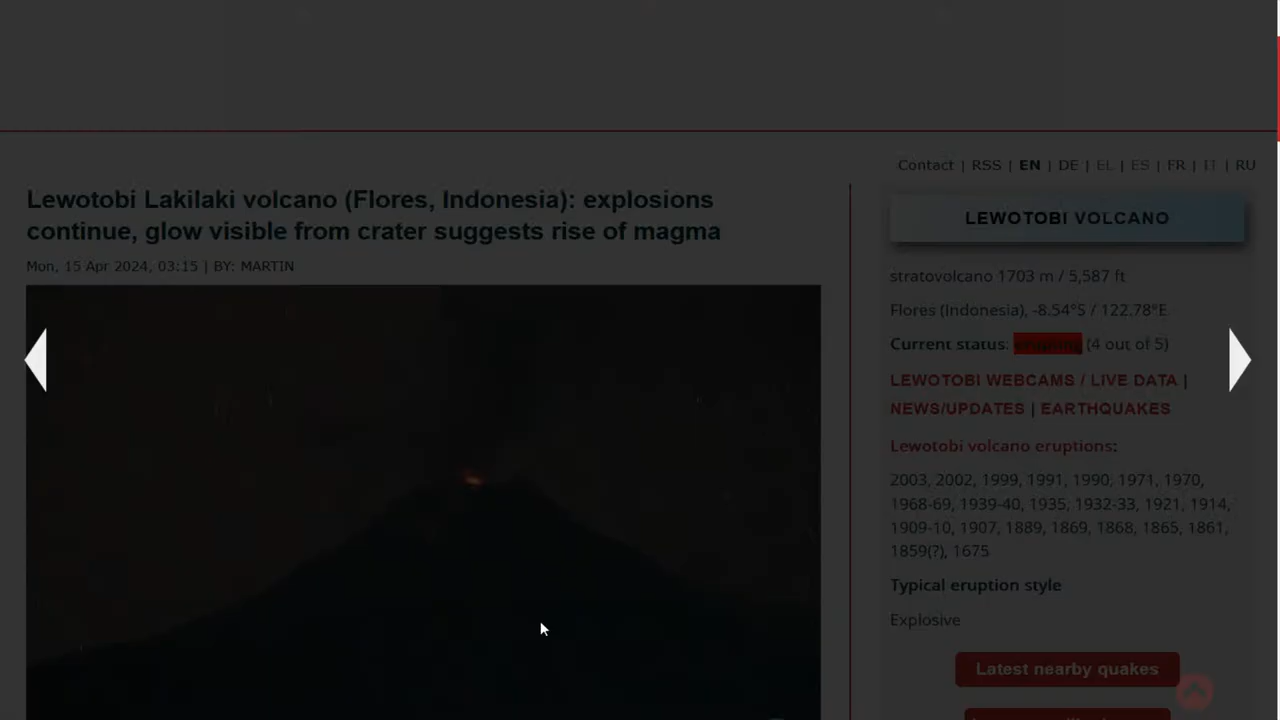 Contact | RSS | EN | DE | EL | ES | FR | IT | RU
Lewotobi Lakilaki volcano (Flores, Indonesia): explosions
continue, glow visible from crater suggests rise of magma
Mon, 15 Apr 2024, 03:15 | BY: MARTIN
LEWOTOBI VOLCANO
stratovolcano 1703 m / 5,587 ft
Flores (Indonesia), -8.54°S / 122.78°E
Current status: erupting (4 out of 5)
LEWOTOBI WEBCAMS / LIVE DATA |
NEWS/UPDATES | EARTHQUAKES
Lewotobi volcano eruptions:
2003, 2002, 1999, 1991, 1990, 1971, 1970,
1968-69, 1939-40, 1935, 1932-33, 1921, 1914,
1909-10, 1907, 1889, 1869, 1868, 1865, 1861,
1859(?), 1675
Typical eruption style
Explosive
Latest nearby quakes